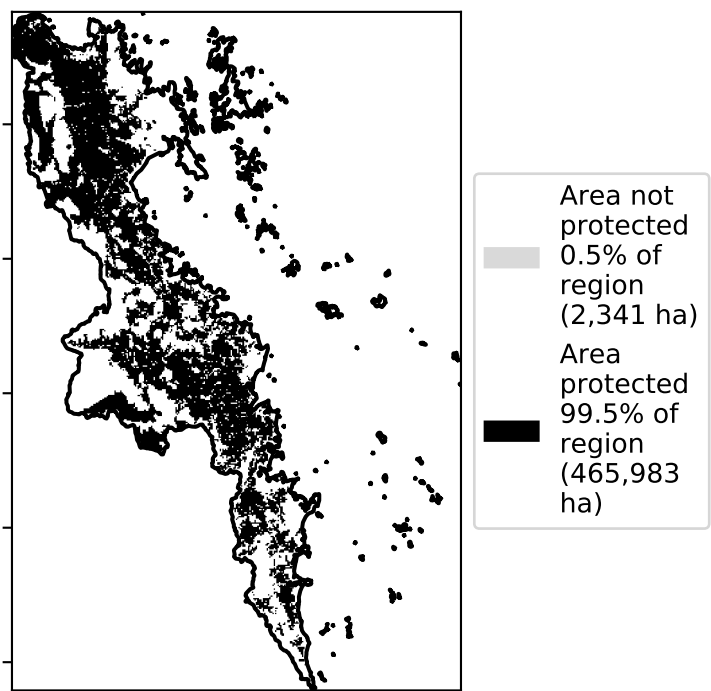 Area not
protected
0.5% of
region
(2,341 ha)
Area
protected
99.5% of
region
(465,983
ha)